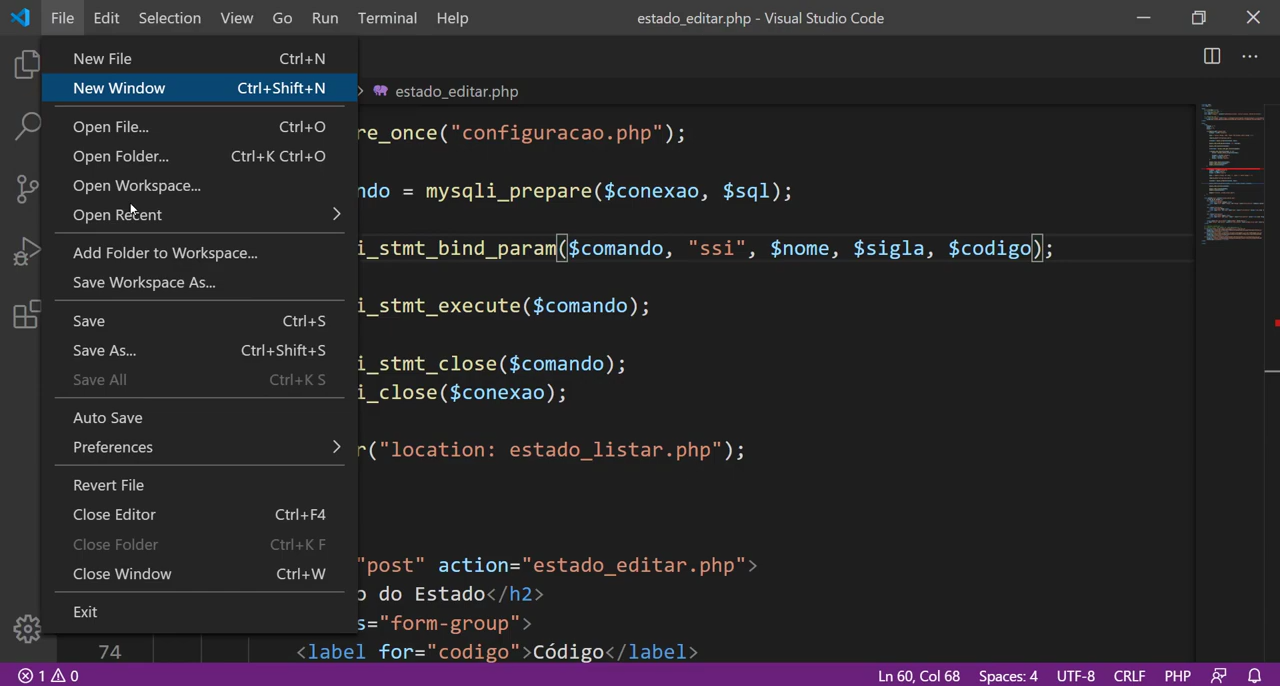 File Edit Selection View Go Run Terminal Help estado_editar.php - Visual Studio Code
New File Ctrl+N
New Window Ctrl+Shift+N
Open File... Ctrl+O
Open Folder... Ctrl+K Ctrl+O
Open Workspace...
Open Recent
Add Folder to Workspace...
Save Workspace As...
Save Ctrl+S
Save As... Ctrl+Shift+S
Save All Ctrl+K S
Auto Save
Preferences
Revert File
Close Editor Ctrl+F4
Close Folder Ctrl+K F
Close Window Ctrl+W
Exit
estado_editar.php
re_once("configuracao.php");
ndo = mysqli_prepare($conexao, $sql);
i_stmt_bind_param($comando, "ssi", $nome, $sigla, $codigo);
i_stmt_execute($comando);
i_stmt_close($comando);
i_close($conexao);
r("location: estado_listar.php");
"post" action="estado_editar.php">
o do Estado</h2>
s="form-group">
74 <label for="codigo">Código</label>
1 0 Ln 60, Col 68 Spaces: 4 UTF-8 CRLF PHP